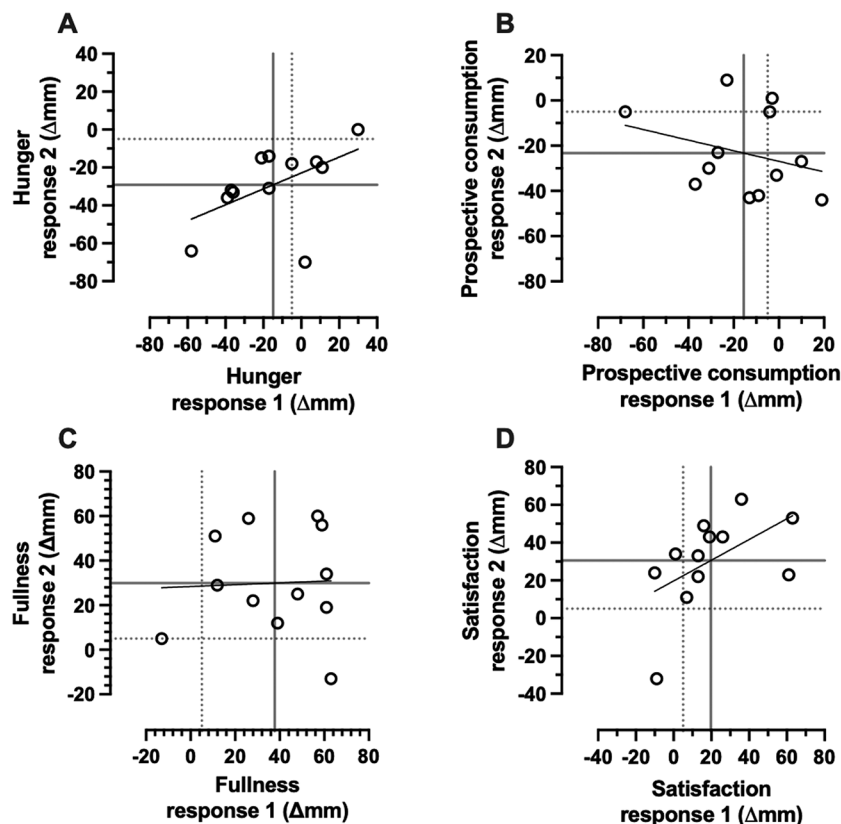 A
Hunger
response 2 (Δmm)
40
20
0
-20
-40
-60
-80
-80 -60 -40 -20 0 20 40
Hunger
response 1 (Δmm)
B
Prospective consumption
response 2 (Δmm)
20
0
-20
-40
-60
-80
-80 -60 -40 -20 0 20
Prospective consumption
response 1 (Δmm)
C
Fullness
response 2 (Δmm)
80
60
40
20
0
-20
-20 0 20 40 60 80
Fullness
response 1 (Δmm)
D
Satisfaction
response 2 (Δmm)
80
60
40
20
0
-20
-40
-40 -20 0 20 40 60 80
Satisfaction
response 1 (Δmm)